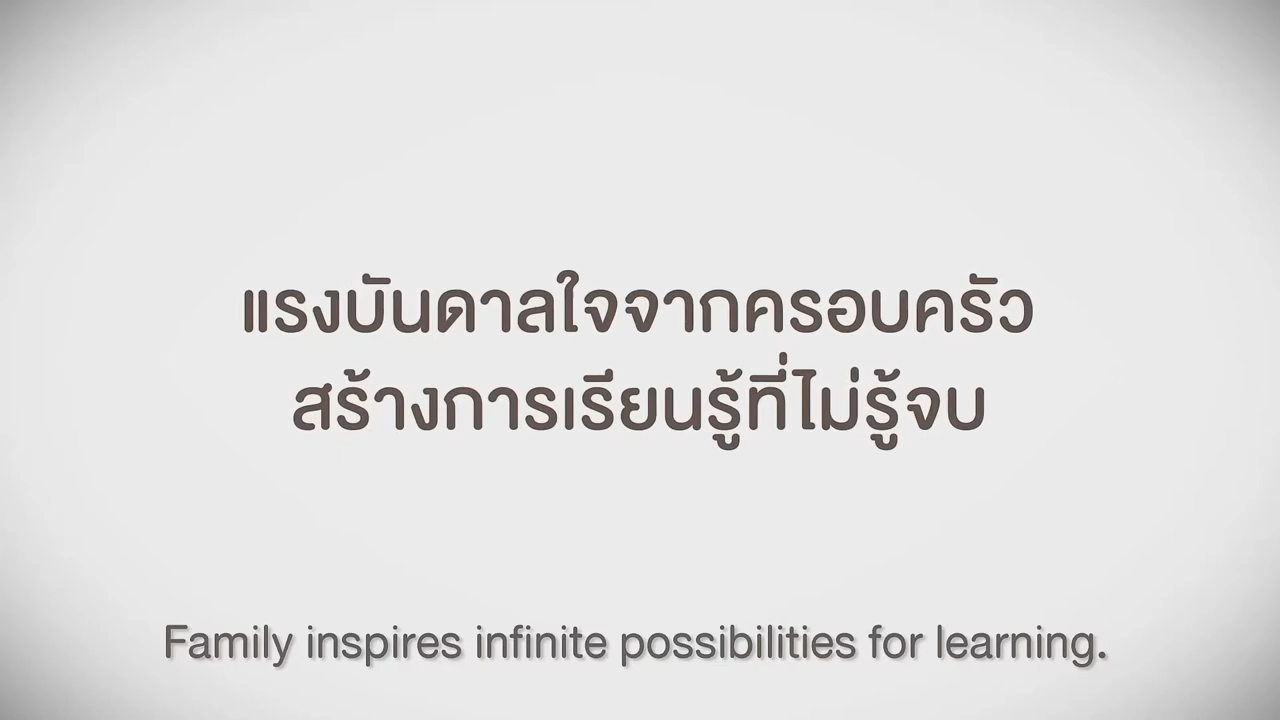 แรงบันดาลใจจากครอบครัว
สร้างการเรียนรู้ที่ไม่รู้จบ
Family inspires infinite possibilities for learning.